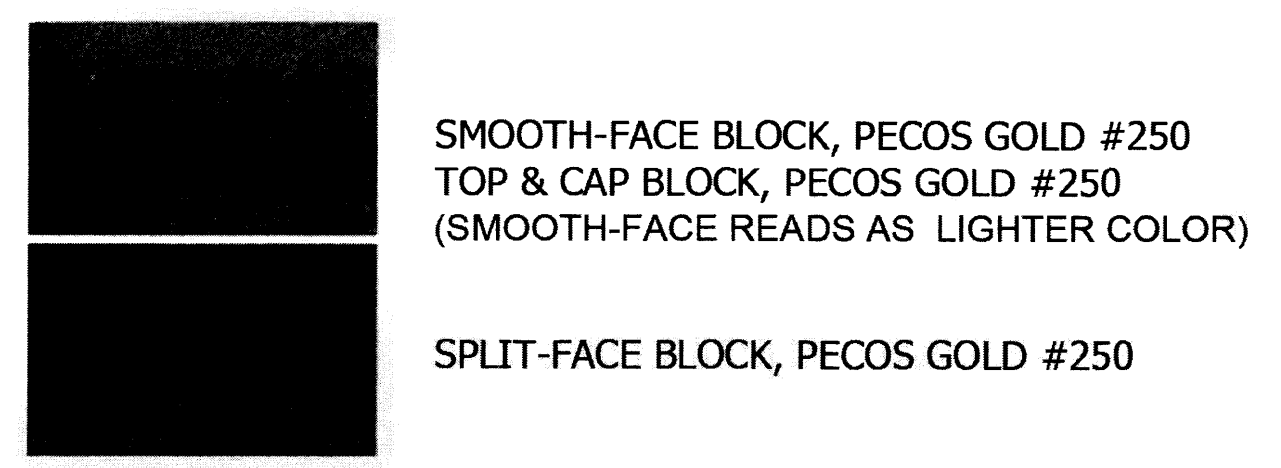 SMOOTH-FACE BLOCK, PECOS GOLD #250
TOP & CAP BLOCK, PECOS GOLD #250
(SMOOTH-FACE READS AS LIGHTER COLOR)
SPLIT-FACE BLOCK, PECOS GOLD #250